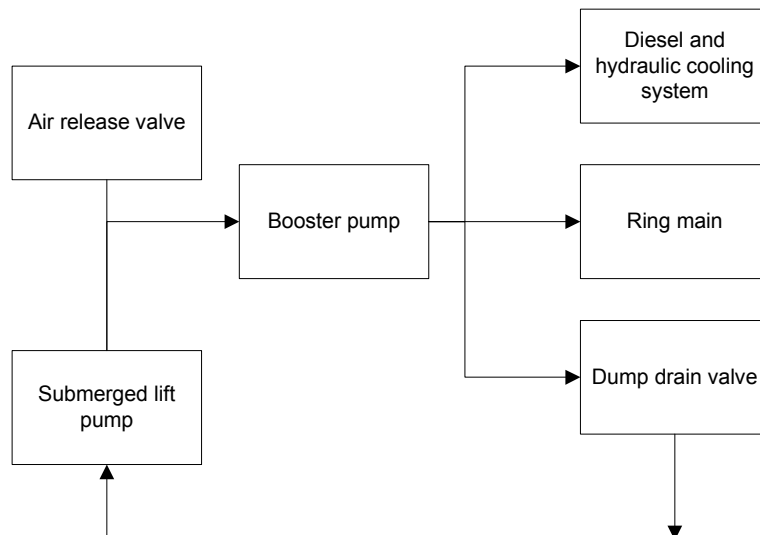 Diesel and
hydraulic cooling
system
Air release valve
Booster pump
Ring main
Submerged lift
pump
Dump drain valve